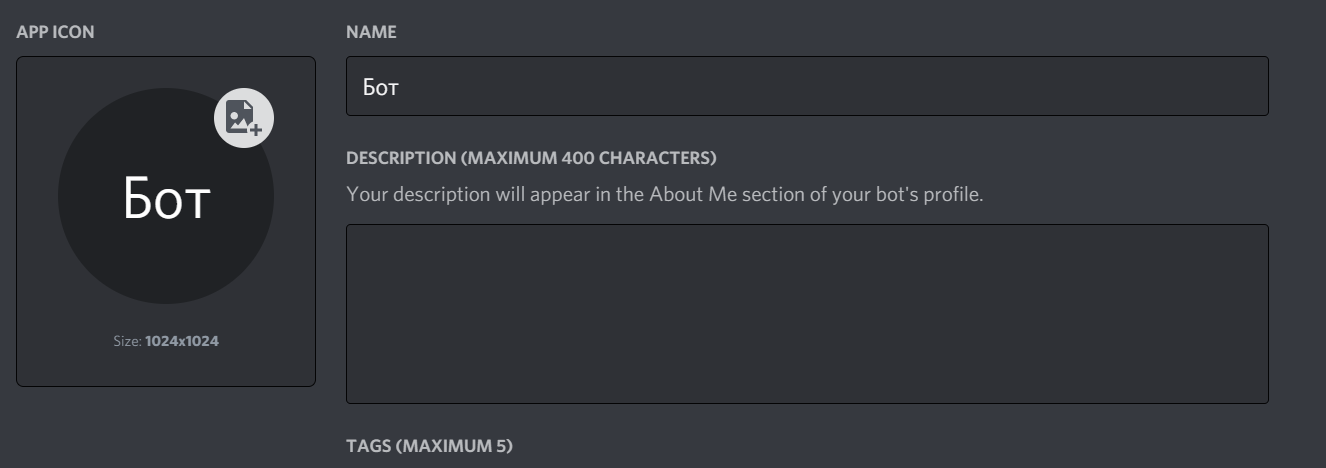 APP ICON
Бот
Size: 1024x1024
NAME
Бот
DESCRIPTION (MAXIMUM 400 CHARACTERS)
Your description will appear in the About Me section of your bot's profile.
TAGS (MAXIMUM 5)